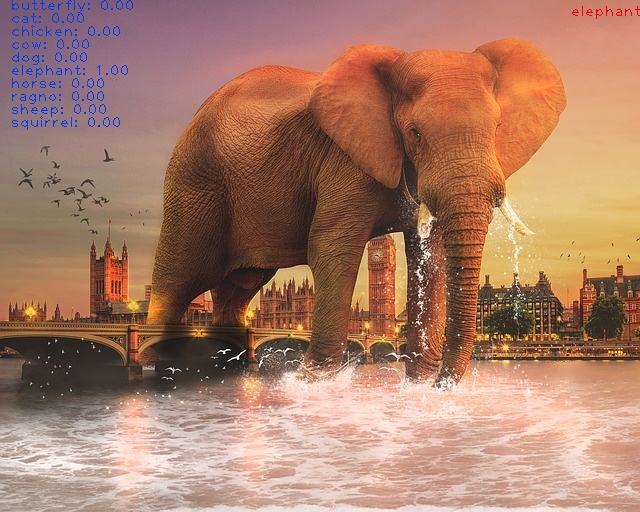 butterfly: 0.00
cat: 0.00
chicken: 0.00
cow: 0.00
dog: 0.00
elephant: 1.00
horse: 0.00
ragno: 0.00
sheep: 0.00
squirrel: 0.00
elephant